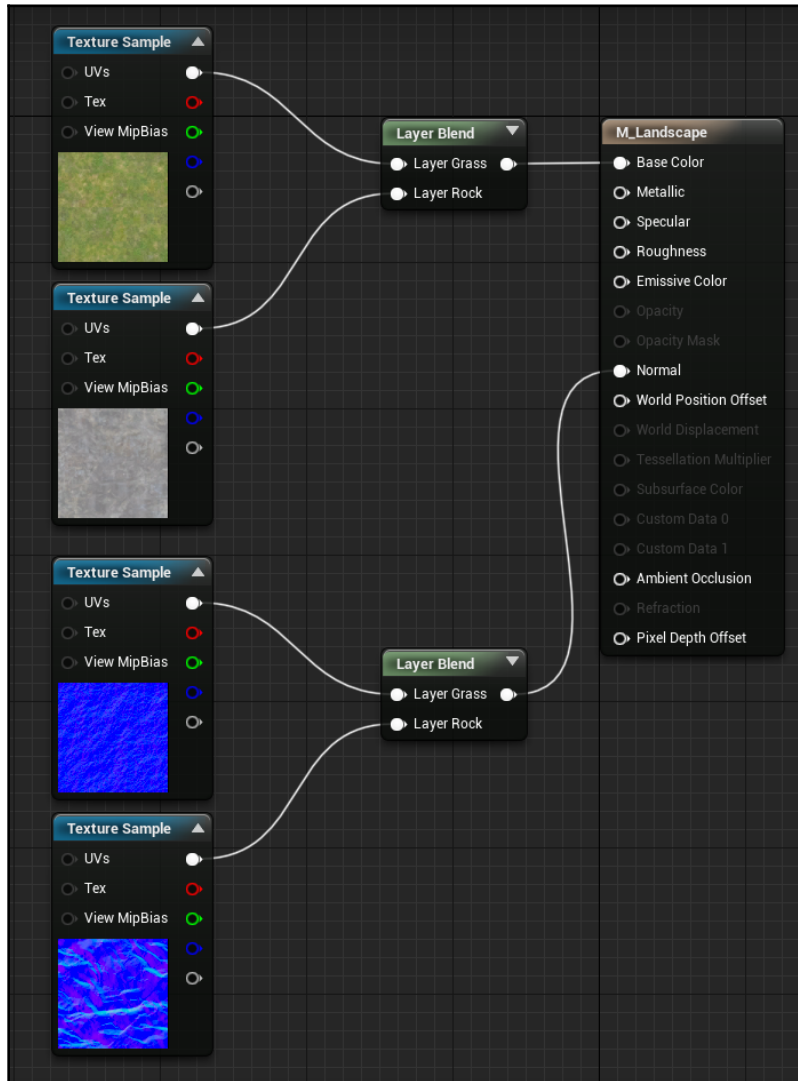 Texture Sample
UVs
Tex
View MipBias
Texture Sample
UVs
Tex
View MipBias
Layer Blend
Layer Grass
Layer Rock
Texture Sample
UVs
Tex
View MipBias
Texture Sample
UVs
Tex
View MipBias
Layer Blend
Layer Grass
Layer Rock
M_Landscape
Base Color
Metallic
Specular
Roughness
Emissive Color
Opacity
Opacity Mask
Normal
World Position Offset
World Displacement
Tessellation Multiplier
Subsurface Color
Custom Data 0
Custom Data 1
Ambient Occlusion
Refraction
Pixel Depth Offset